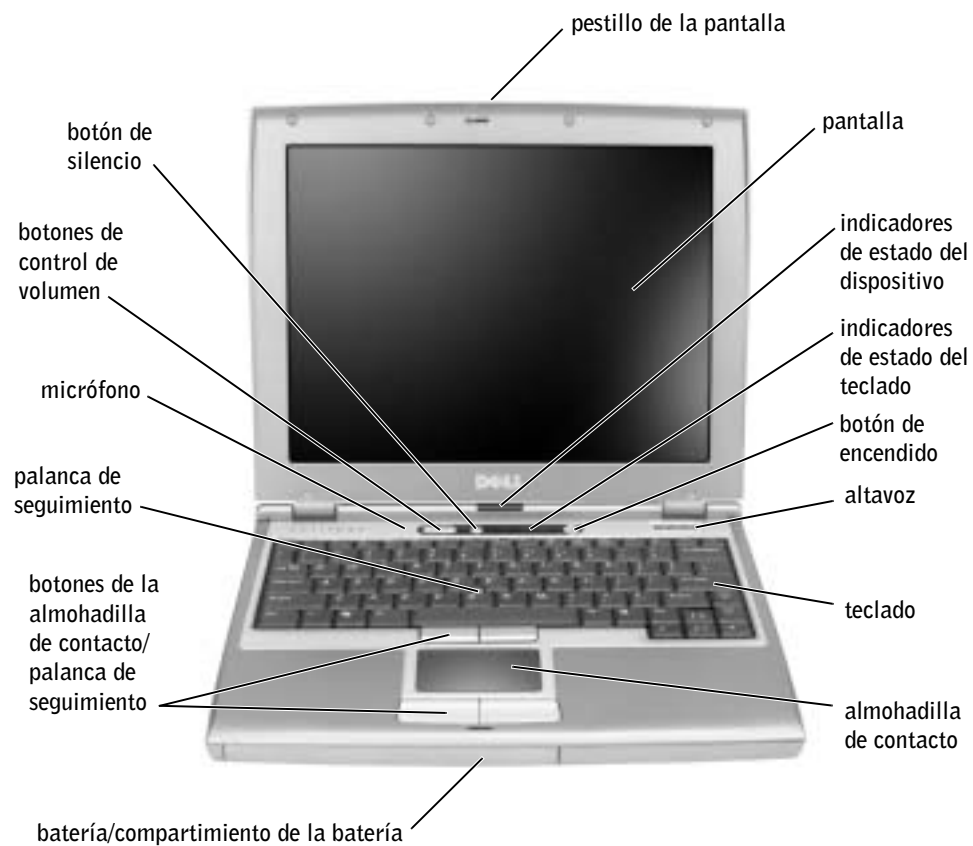 pestillo de la pantalla
botón de
silencio
pantalla
botones de
control de
volumen
indicadores
de estado del
dispositivo
indicadores
de estado del
teclado
micrófono
botón de
encendido
palanca de
seguimiento
altavoz
DELL
botones de la
almohadilla
de contacto/
palanca de
seguimiento
teclado
almohadilla
de contacto
batería/compartimiento de la batería